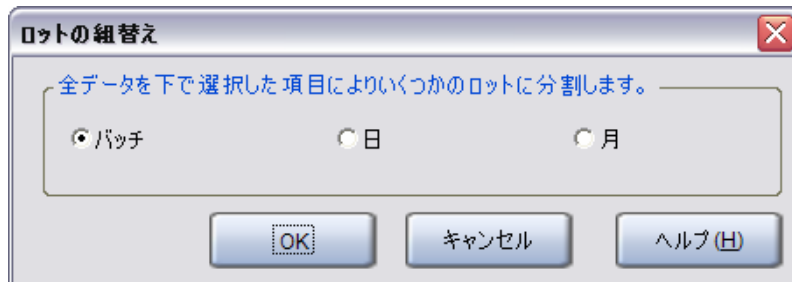 ロットの組替え
全データを下で選択した項目によりいくつかのロットに分割します。
バッチ 日 月
OK キャンセル ヘルプ(H)